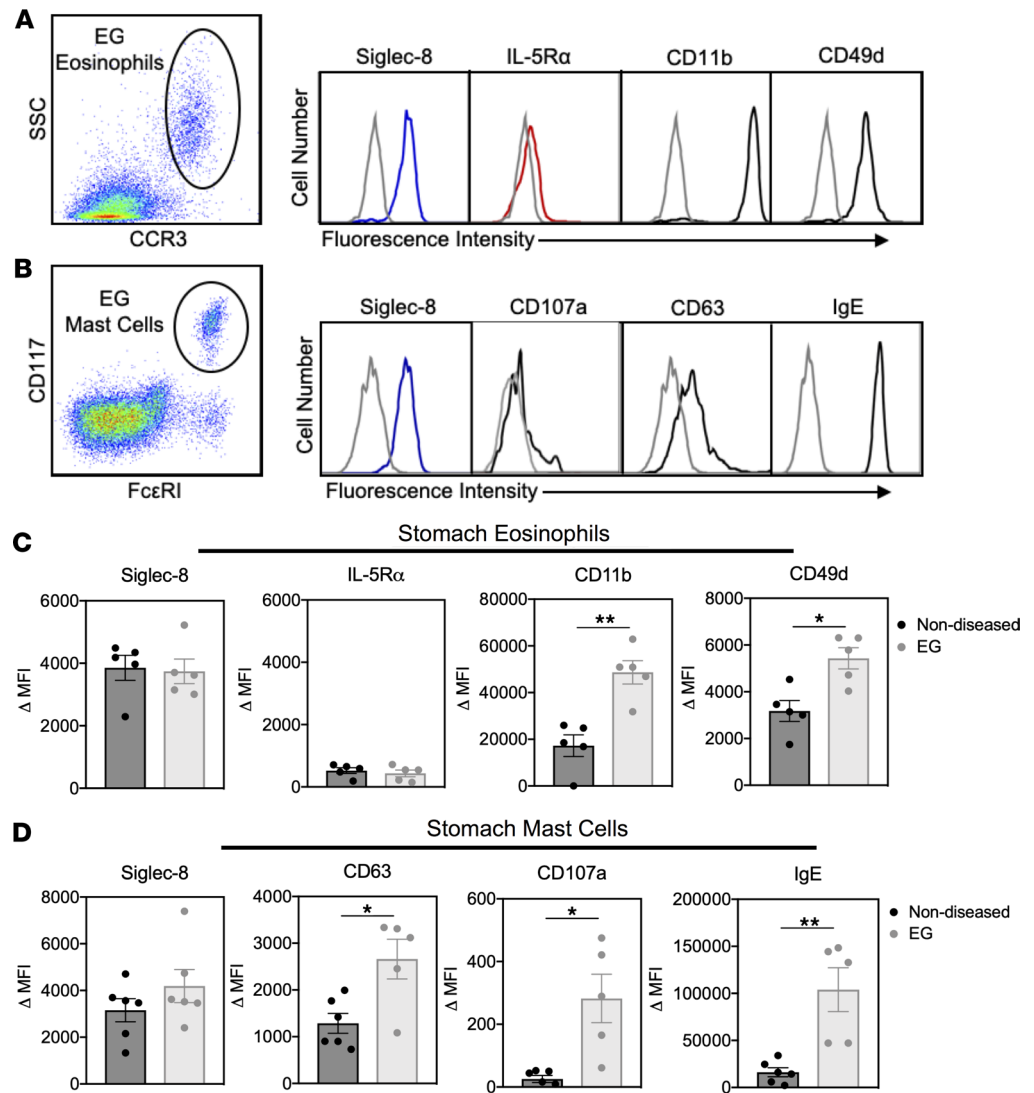 A
EG
Eosinophils
SSC
CCR3
Siglec-8 IL-5Rα CD11b CD49d
Cell Number
Fluorescence Intensity
B
EG
Mast Cells
CD117
FcεRI
Siglec-8 CD107a CD63 IgE
Cell Number
Fluorescence Intensity
C
Stomach Eosinophils
Siglec-8
Δ MFI
6000
4000
2000
0
IL-5Rα
Δ MFI
6000
4000
2000
0
CD11b
Δ MFI
80000
60000
40000
20000
0
**
CD49d
Δ MFI
8000
6000
4000
2000
0
*
Non-diseased
EG
D
Stomach Mast Cells
Siglec-8
Δ MFI
8000
6000
4000
2000
0
CD63
Δ MFI
4000
3000
2000
1000
0
*
CD107a
Δ MFI
600
400
200
0
*
IgE
Δ MFI
200000
150000
100000
50000
0
**
Non-diseased
EG